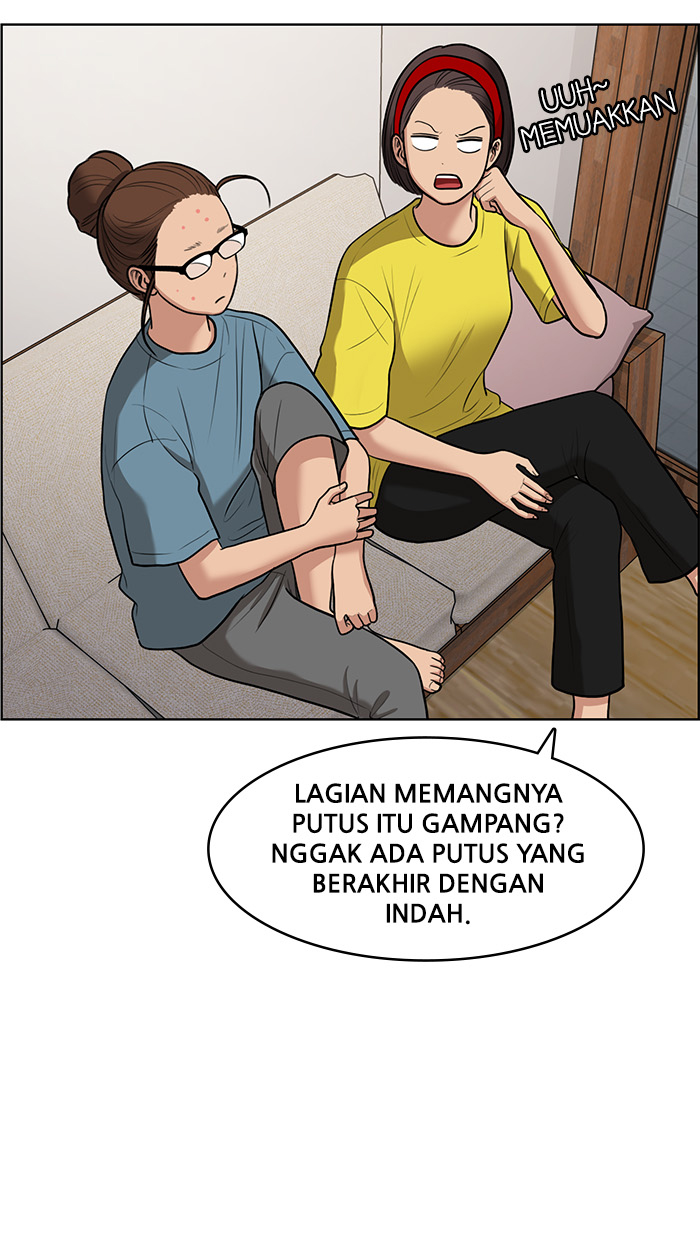 UUH~
MEMUAKKAN
LAGIAN MEMANGNYA
PUTUS ITU GAMPANG?
NGGAK ADA PUTUS YANG
BERAKHIR DENGAN
INDAH.